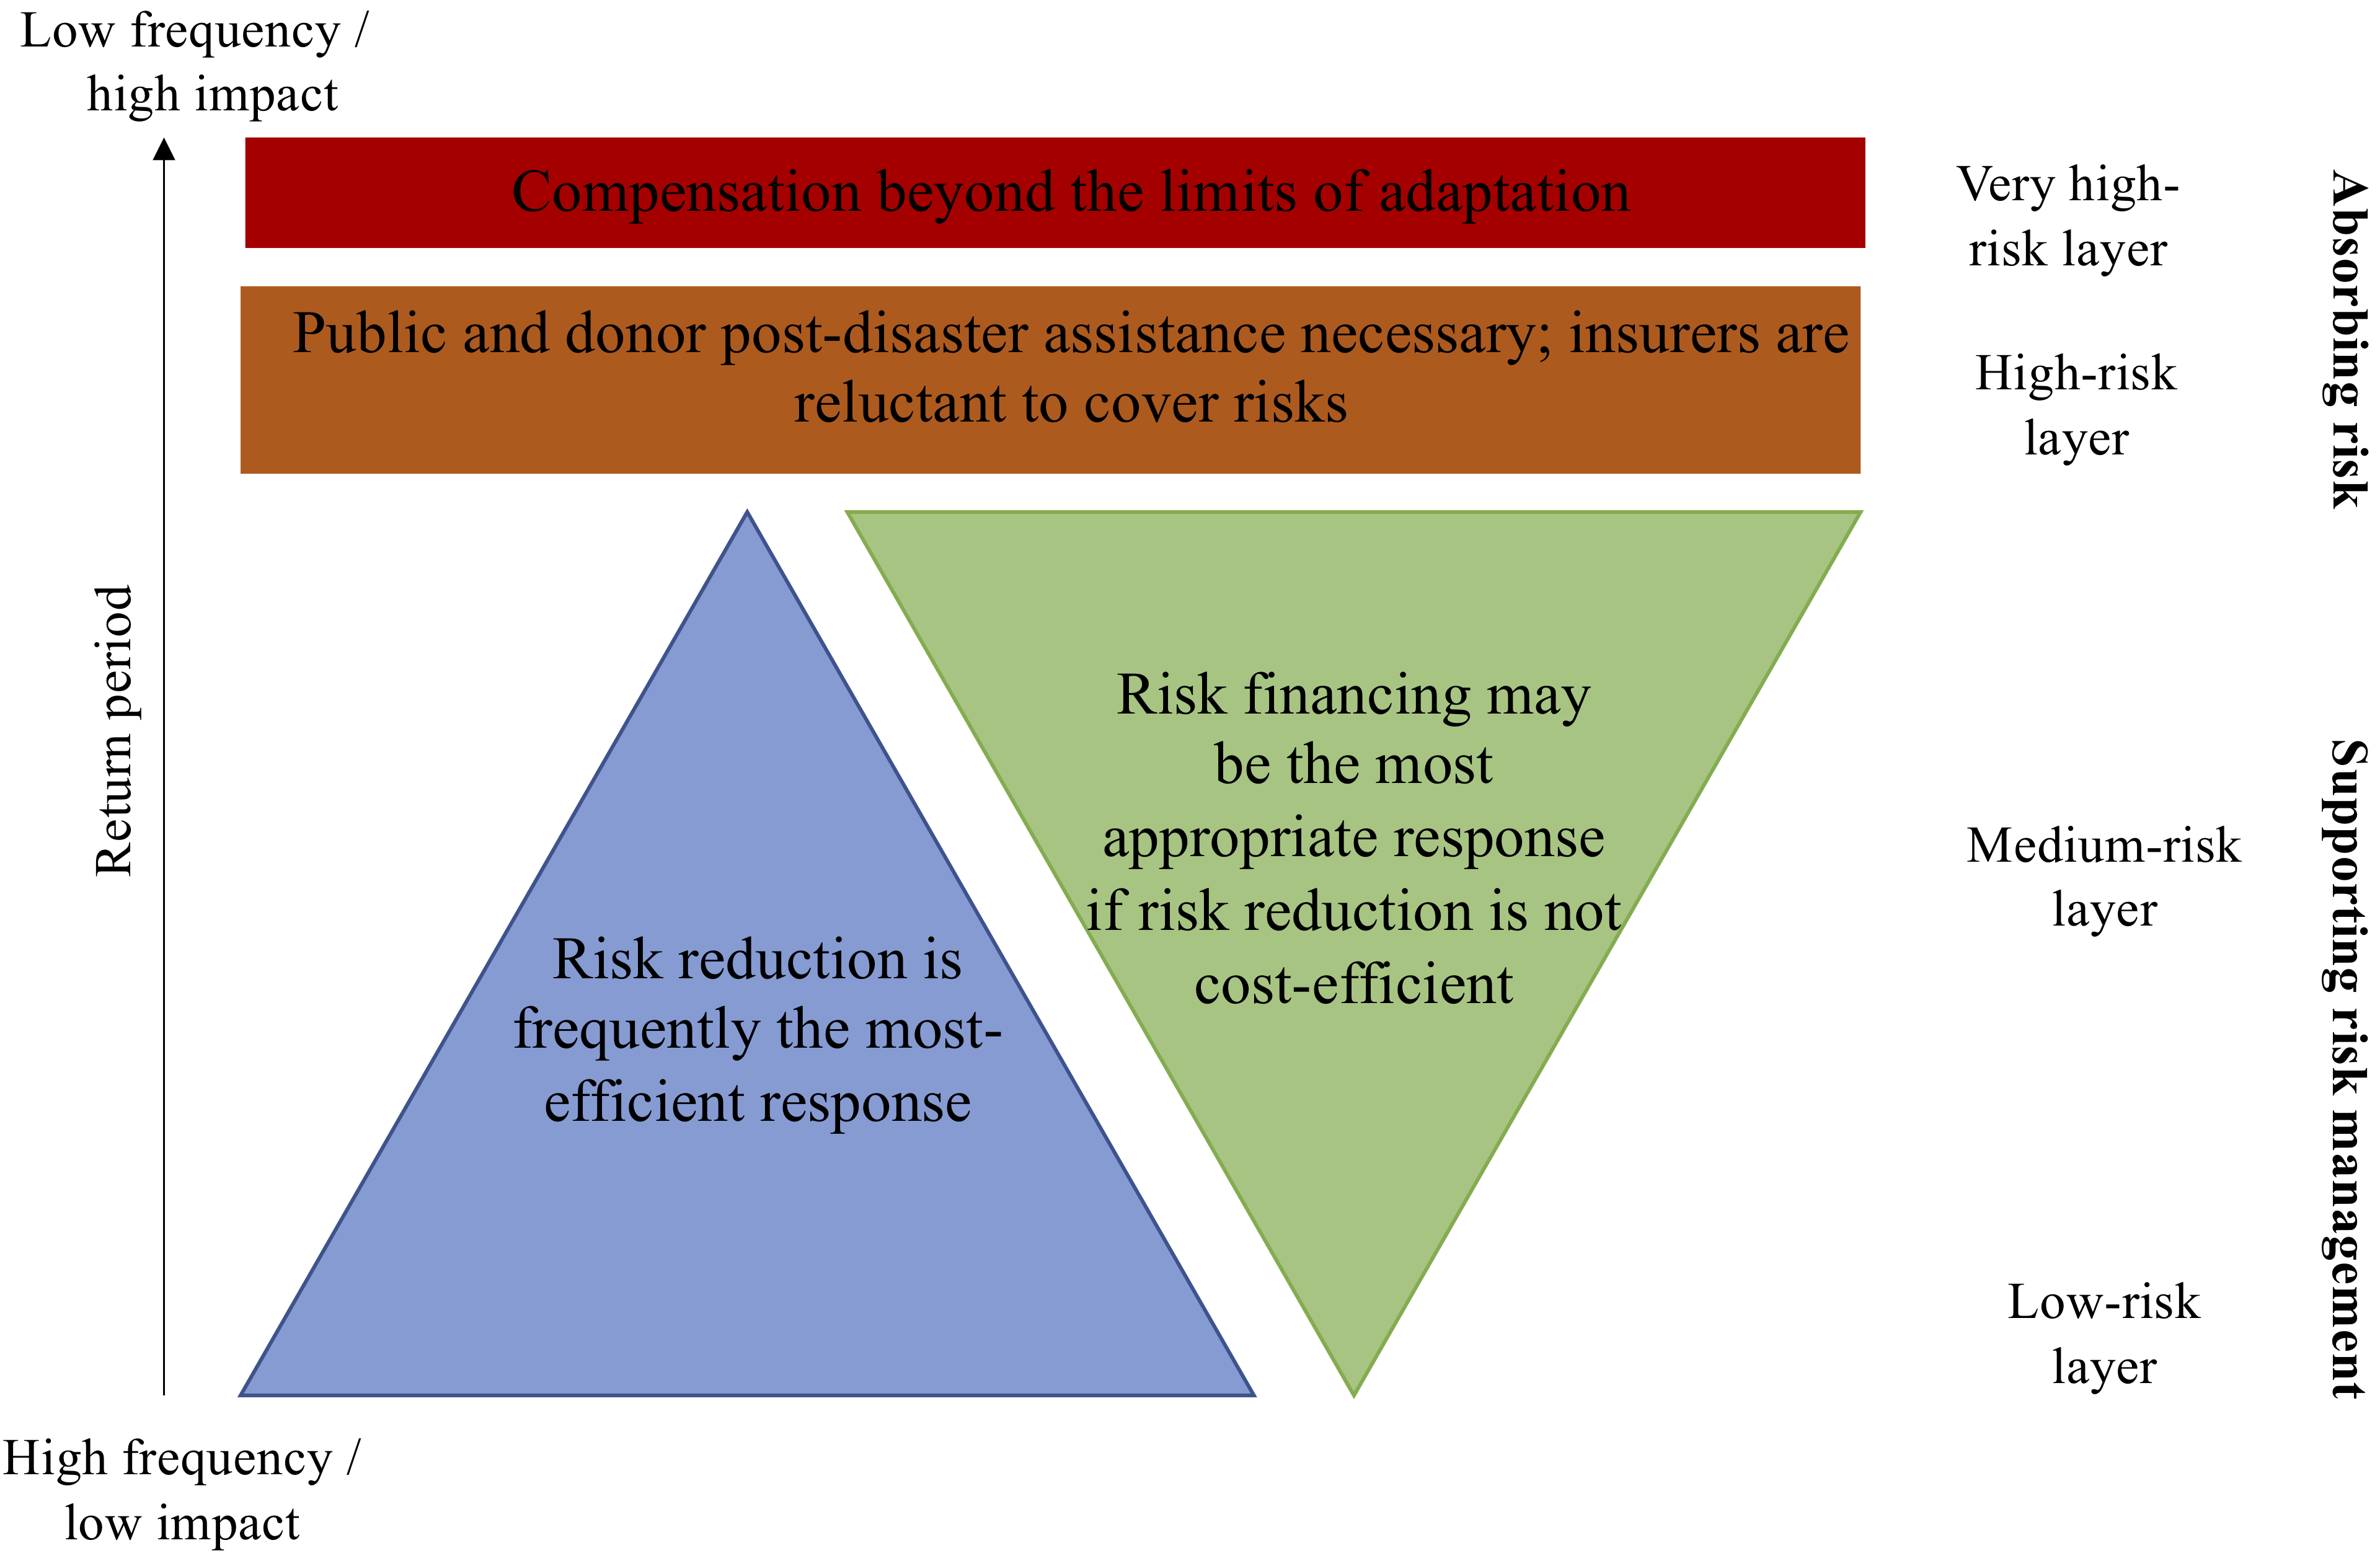 Low frequency /
high impact
Compensation beyond the limits of adaptation
Very high-
risk layer
Absorbing risk
Public and donor post-disaster assistance necessary; insurers are
reluctant to cover risks
High-risk
layer
Return period
Risk reduction is
frequently the most-
efficient response
Risk financing may
be the most
appropriate response
if risk reduction is not
cost-efficient
Medium-risk
layer
Supporting risk management
Low-risk
layer
High frequency /
low impact